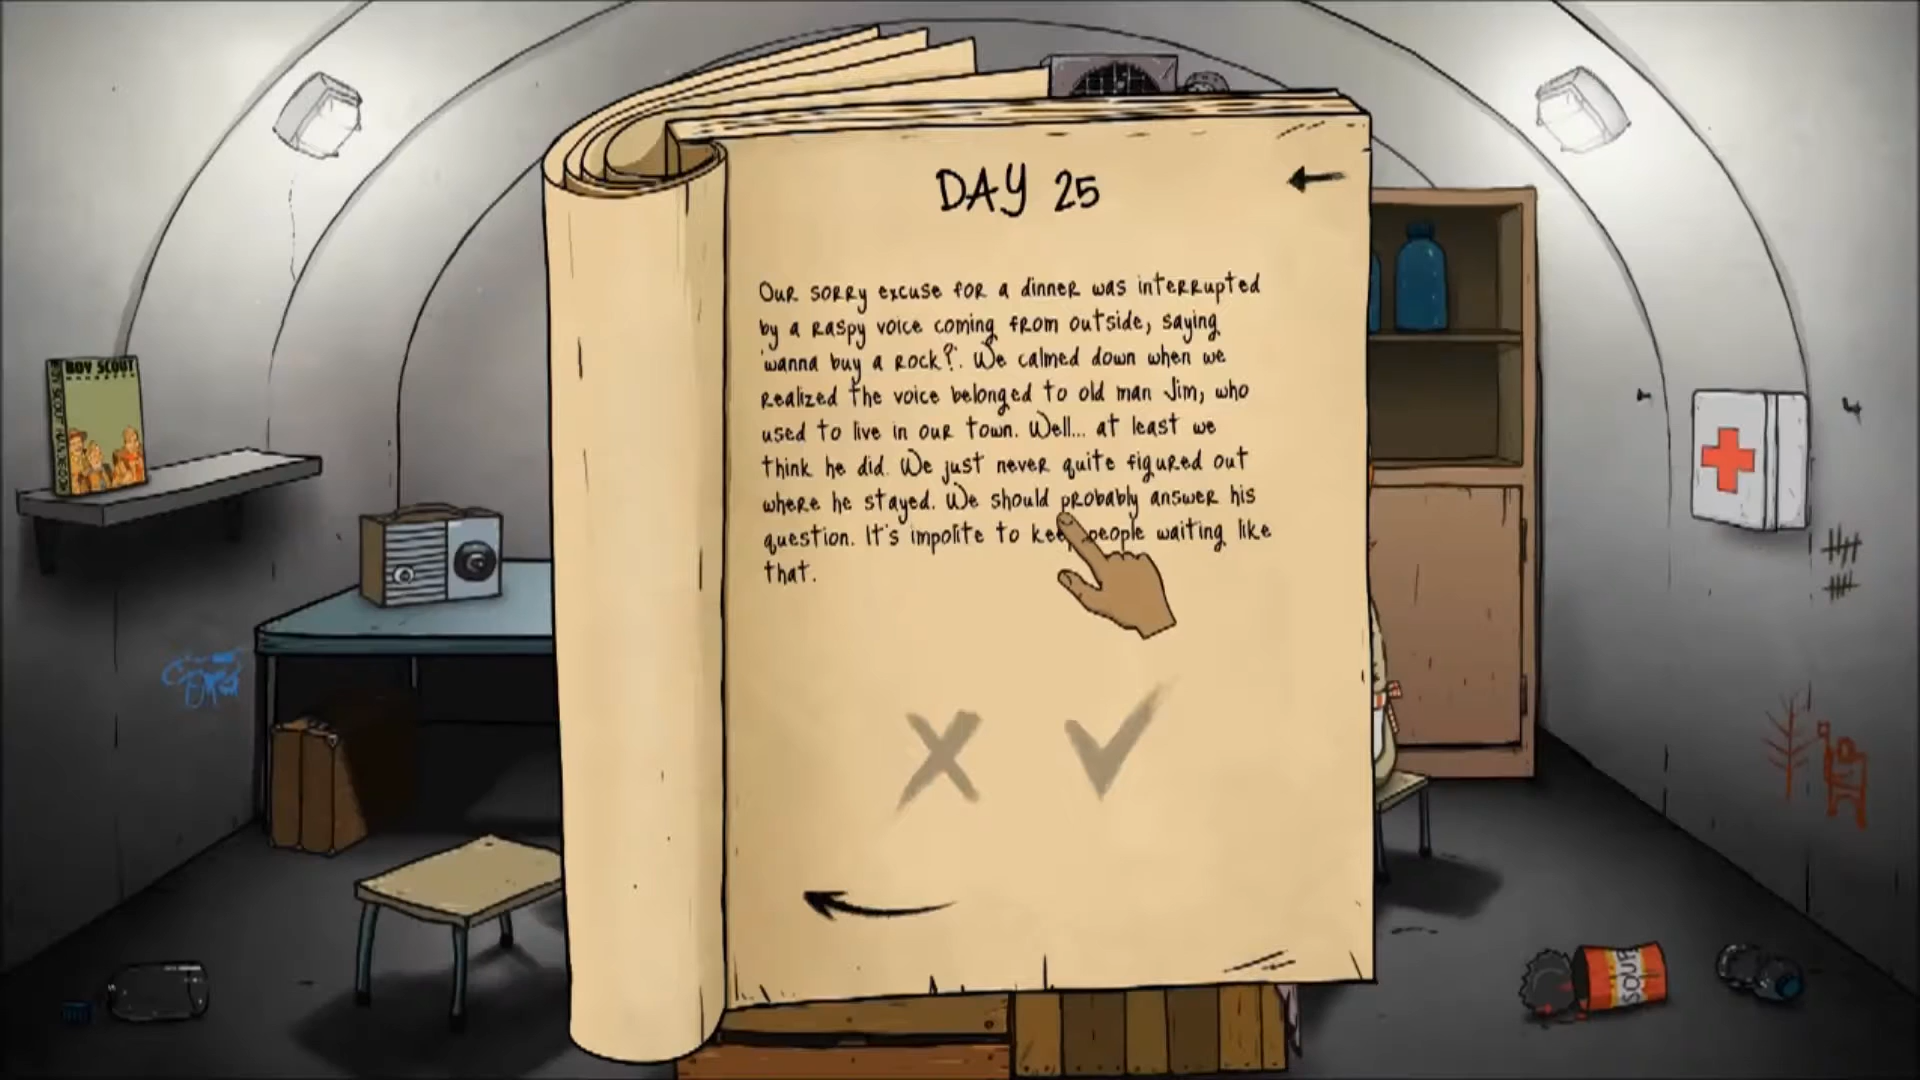 BOY SCOUT
DAY 25
Our sorry excuse for a dinner was interrupted
by a raspy voice coming from outside, saying
'wanna buy a rock?'. We calmed down when we
realized the voice belonged to old man Jim, who
used to live in our town. Well... at least we
think he did. We just never quite figured out
where he stayed. We should probably answer his
question. It's impolite to keep people waiting like
that.
SOUP